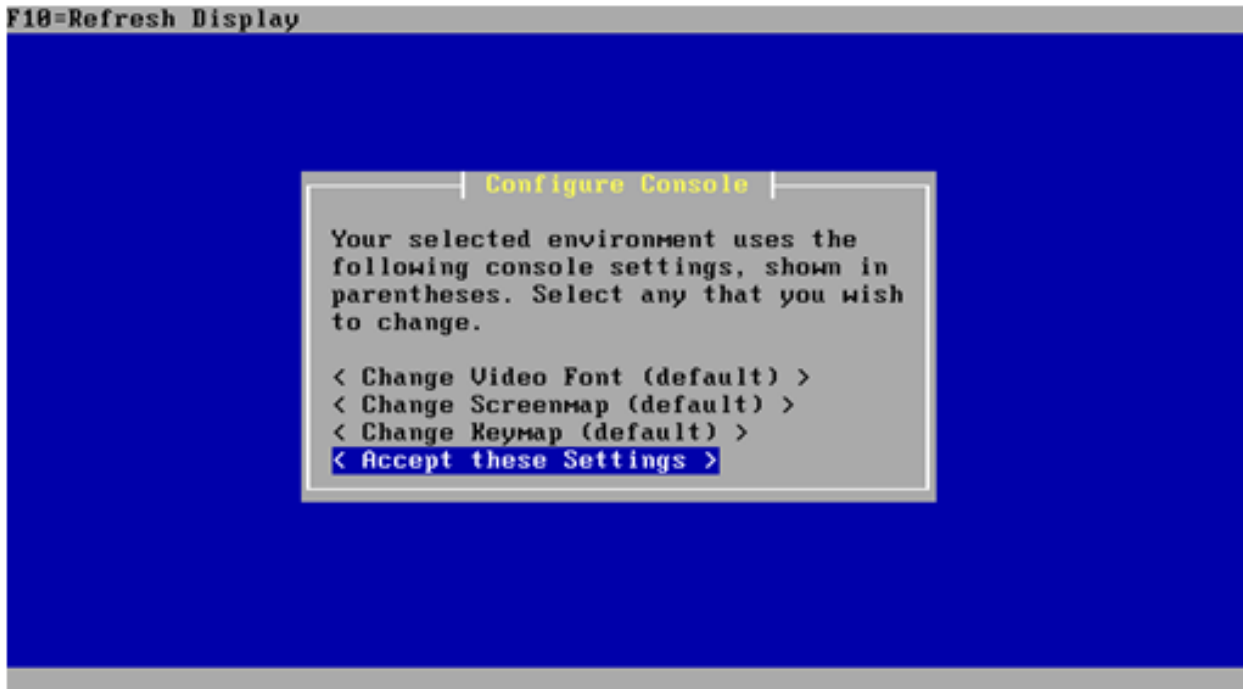 F10=Refresh Display
Configure Console
Your selected environment uses the
following console settings, shown in
parentheses. Select any that you wish
to change.
< Change Video Font (default) >
< Change Screenmap (default) >
< Change Keymap (default) >
< Accept these Settings >